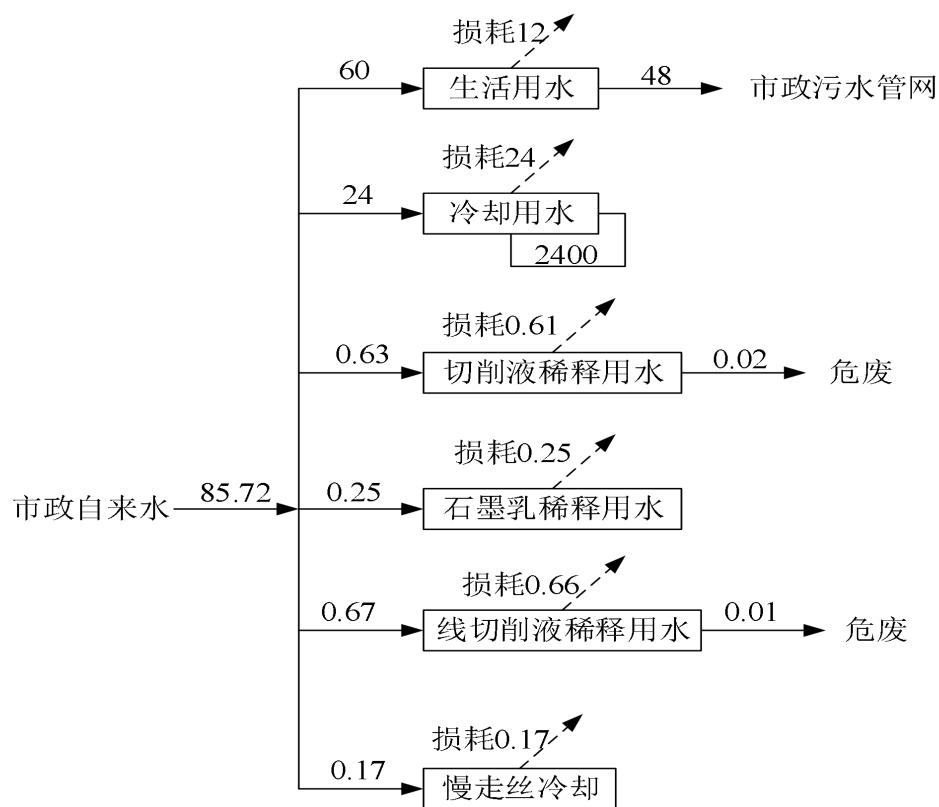 损耗12
60
生活用水
48
市政污水管网
损耗24
24
冷却用水
2400
损耗0.61
0.63
切削液稀释用水
0.02
危废
损耗0.25
市政自来水
85.72
0.25
石墨乳稀释用水
损耗0.66
0.67
线切削液稀释用水
0.01
危废
损耗0.17
0.17
慢走丝冷却